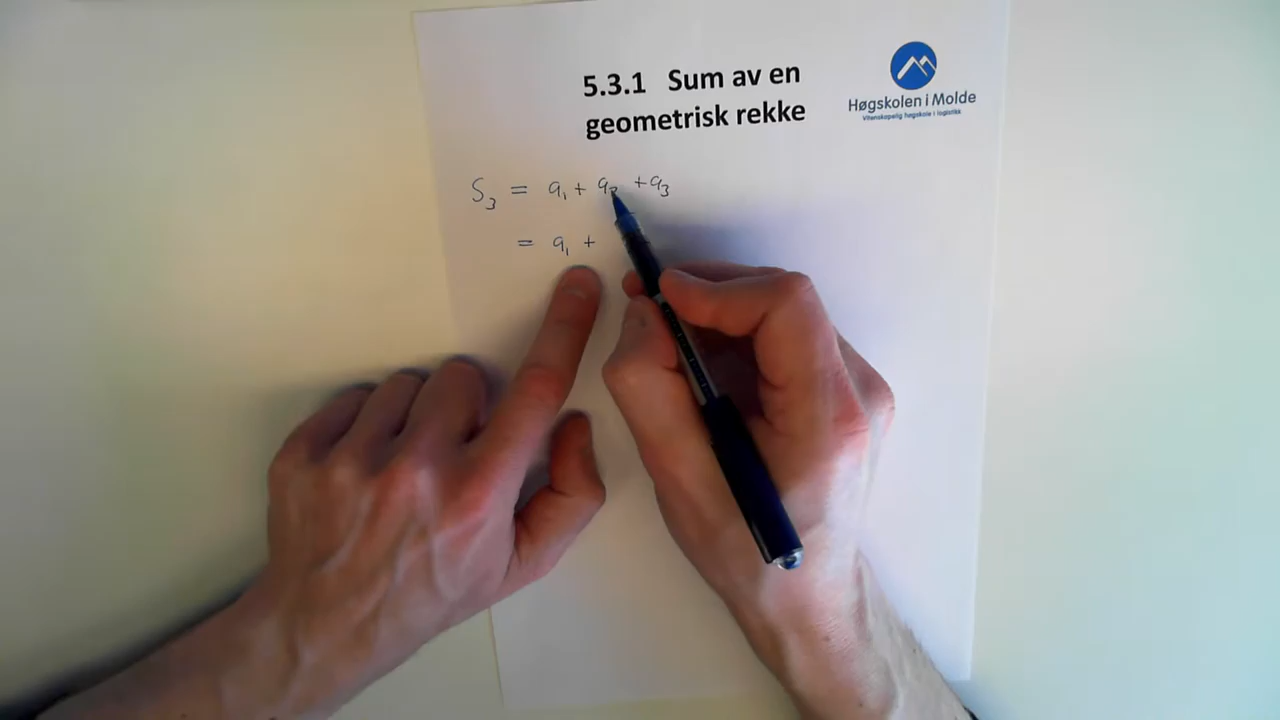 5.3.1 Sum av en
geometrisk rekke
Høgskolen i Molde
Vitenskapelig høgskole i logistikk
S₃ = a₁ + a₂ + a₃
= a₁ +